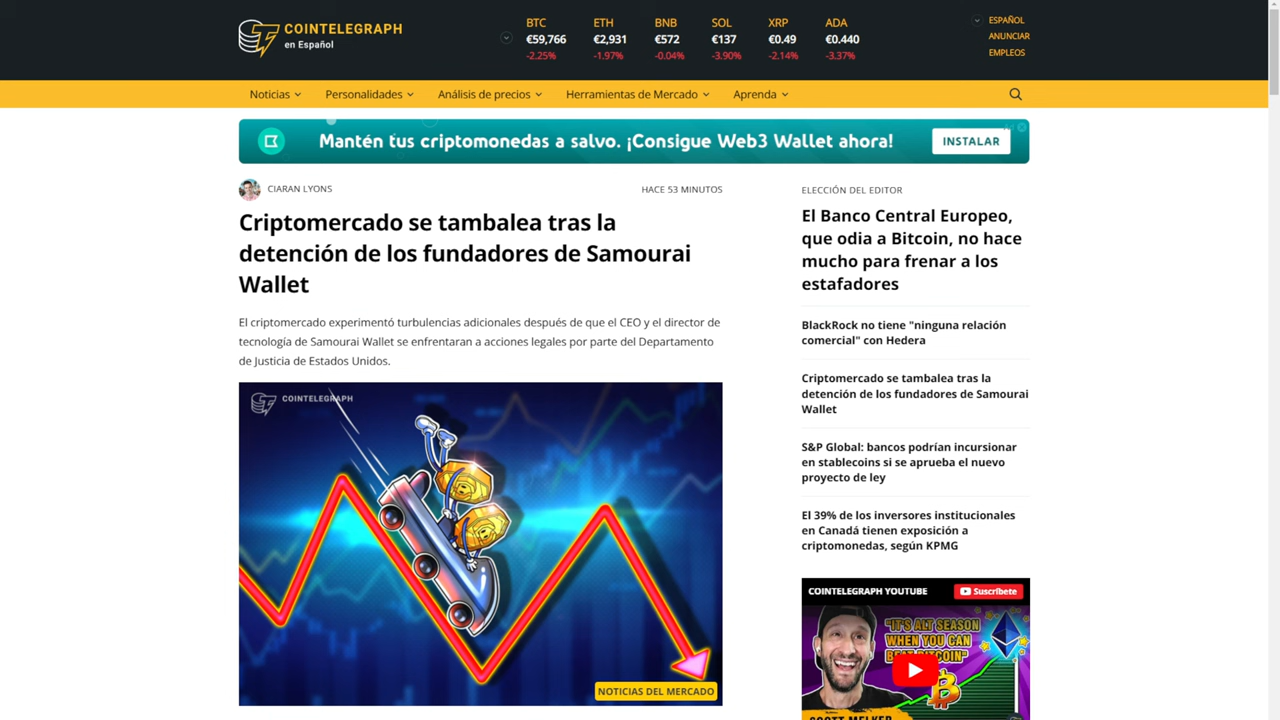 COINTELEGRAPH
en Español
BTC
€59,766
-2.25%
ETH
€2,931
-1.97%
BNB
€572
-0.04%
SOL
€137
-3.90%
XRP
€0.49
-2.14%
ADA
€0.440
-3.37%
ESPAÑOL
ANUNCIAR
EMPLEOS
Noticias
Personalidades
Análisis de precios
Herramientas de Mercado
Aprenda
Mantén tus criptomonedas a salvo. ¡Consigue Web3 Wallet ahora!
INSTALAR
CIARAN LYONS
HACE 53 MINUTOS
Criptomercado se tambalea tras la
detención de los fundadores de Samourai
Wallet
El criptomercado experimentó turbulencias adicionales después de que el CEO y el director de
tecnología de Samourai Wallet se enfrentaran a acciones legales por parte del Departamento
de Justicia de Estados Unidos.
COINTELEGRAPH
NOTICIAS DEL MERCADO
ELECCIÓN DEL EDITOR
El Banco Central Europeo,
que odia a Bitcoin, no hace
mucho para frenar a los
estafadores
BlackRock no tiene "ninguna relación
comercial" con Hedera
Criptomercado se tambalea tras la
detención de los fundadores de Samourai
Wallet
S&P Global: bancos podrían incursionar
en stablecoins si se aprueba el nuevo
proyecto de ley
El 39% de los inversores institucionales
en Canadá tienen exposición a
criptomonedas, según KPMG
COINTELEGRAPH YOUTUBE
Suscríbete
"IT'S ALT SEASON
WHEN YOU CAN
BEAT BITCOIN"
SCOTT MELKER